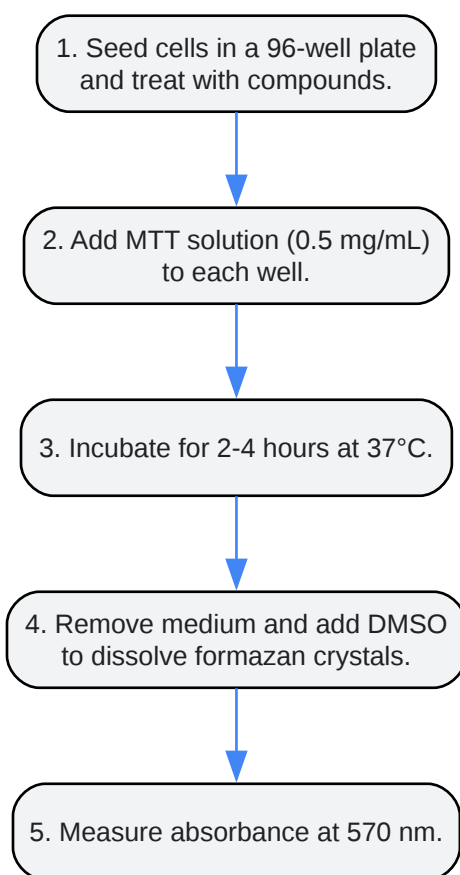 1. Seed cells in a 96-well plate
and treat with compounds.
2. Add MTT solution (0.5 mg/mL)
to each well.
3. Incubate for 2-4 hours at 37°C.
4. Remove medium and add DMSO
to dissolve formazan crystals.
5. Measure absorbance at 570 nm.